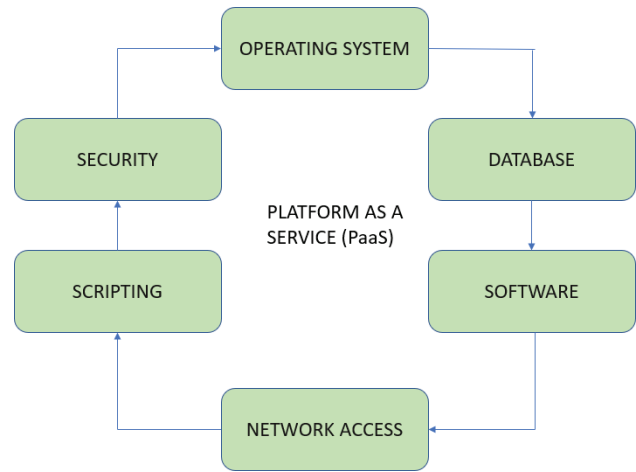 OPERATING SYSTEM
SECURITY
DATABASE
PLATFORM AS A
SERVICE (PaaS)
SCRIPTING
SOFTWARE
NETWORK ACCESS